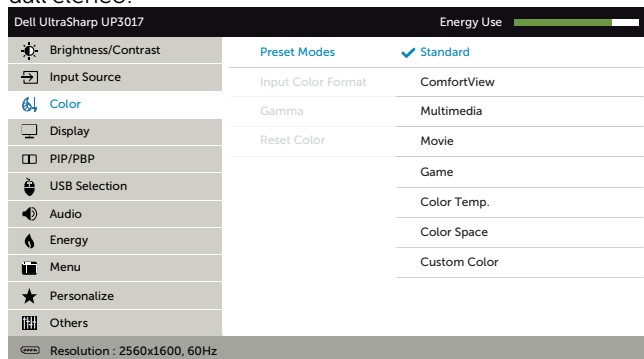 Dell UltraSharp UP3017 Energy Use
Brightness/Contrast Preset Modes Standard
Input Source Input Color Format ComfortView
Color Gamma Multimedia
Display Reset Color Movie
PIP/PBP Game
USB Selection
Color Temp.
Audio
Color Space
Energy
Custom Color
Menu
Personalize
Others
Resolution : 2560x1600, 60Hz